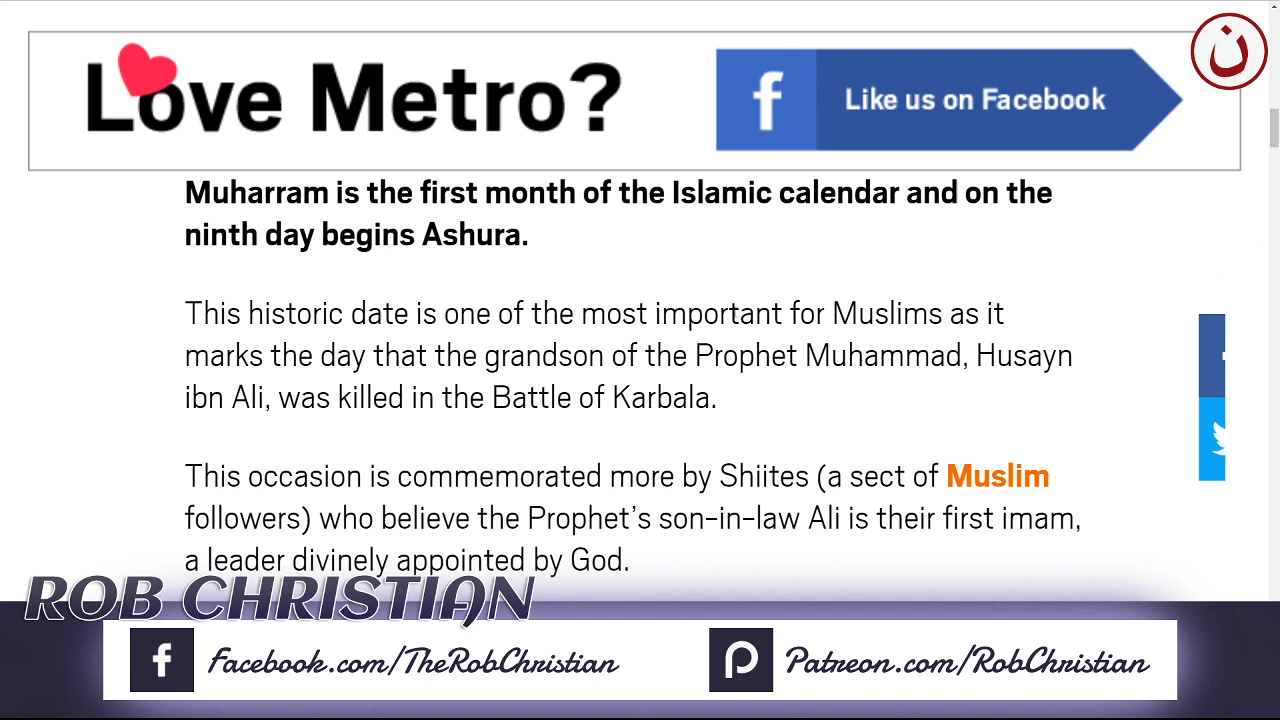 Love Metro?
f
Like us on Facebook
ن
Muharram is the first month of the Islamic calendar and on the
ninth day begins Ashura.
This historic date is one of the most important for Muslims as it
marks the day that the grandson of the Prophet Muhammad, Husayn
ibn Ali, was killed in the Battle of Karbala.
This occasion is commemorated more by Shiites (a sect of Muslim
followers) who believe the Prophet's son-in-law Ali is their first imam,
a leader divinely appointed by God.
ROB CHRISTIAN
f Facebook.com/TheRobChristian
Patreon.com/RobChristian